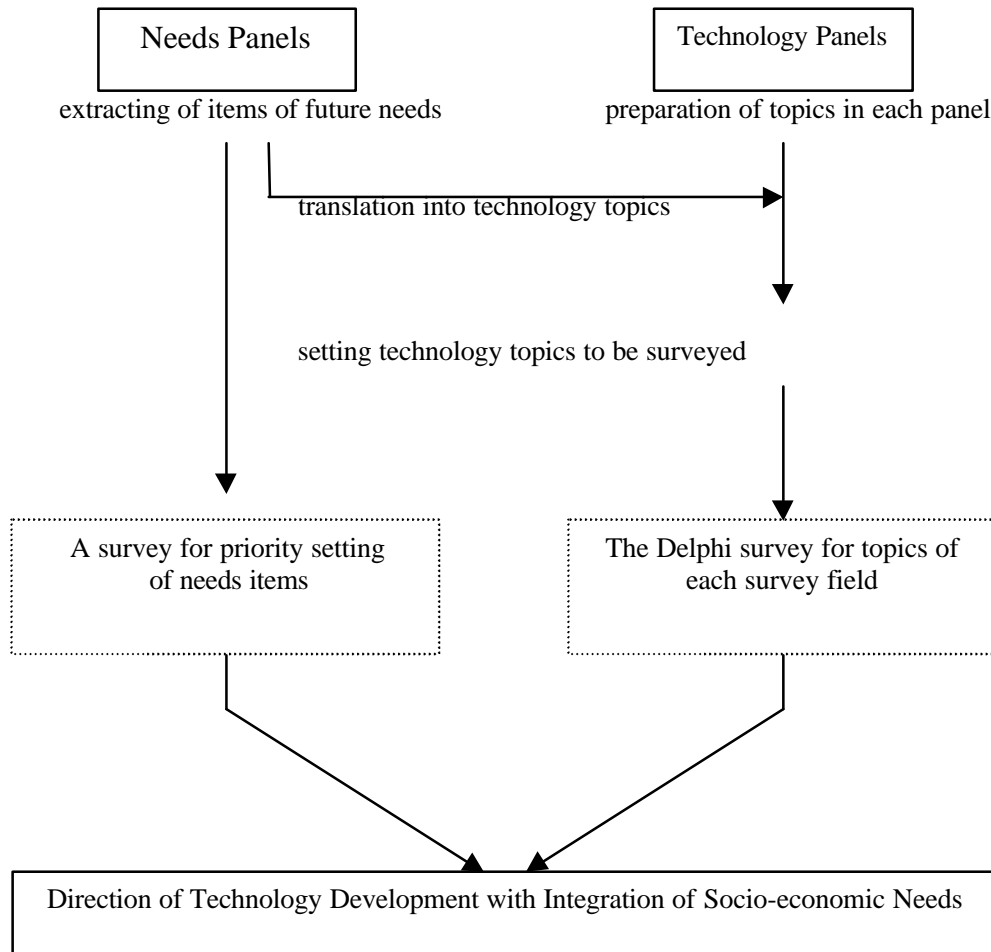 Needs Panels
Technology Panels
extracting of items of future needs
preparation of topics in each panel
translation into technology topics
setting technology topics to be surveyed
A survey for priority setting
of needs items
The Delphi survey for topics of
each survey field
Direction of Technology Development with Integration of Socio-economic Needs